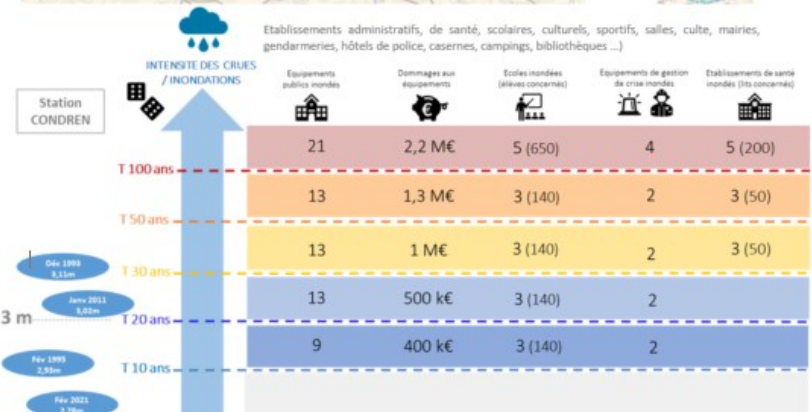 Etablissements administratifs, de santé, scolaires, culturels, sportifs, salles, culte, mairies,
gendarmeries, hôtels de police, casernes, campings, bibliothèques ...)
INTENSITE DES CRUES
/ INONDATIONS
Station
CONDREN
Equipements
publics inondés
Dommages aux
équipements
Ecoles inondées
(élèves concernés)
Equipements de gestion
de crise inondés
Etablissements de santé
inondés (lits concernés)
21 2,2 M€ 5 (650) 4 5 (200)
T 100 ans
13 1,3 M€ 3 (140) 2 3 (50)
T 50 ans
13 1 M€ 3 (140) 2 3 (50)
Déc 1993
3,11m
T 30 ans
13 500 k€ 3 (140) 2
Janv 2011
3,02m
3 m
T 20 ans
9 400 k€ 3 (140) 2
Fév 1995
2,93m
T 10 ans
Fév 2021
2,78m